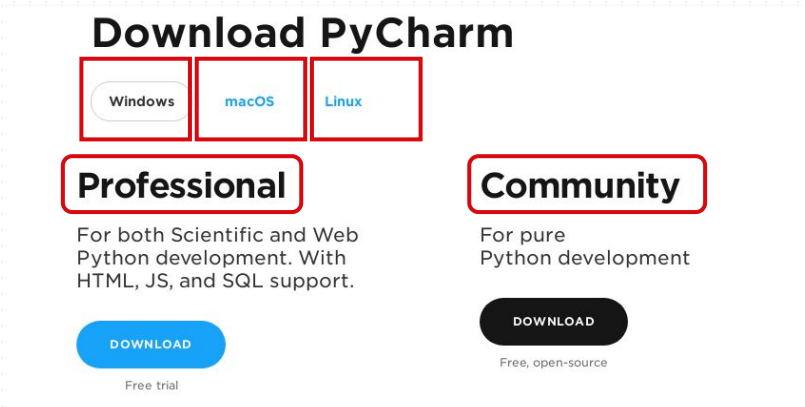 Download PyCharm
Windows macOS Linux
Professional
For both Scientific and Web
Python development. With
HTML, JS, and SQL support.
DOWNLOAD
Free trial
Community
For pure
Python development
DOWNLOAD
Free, open-source